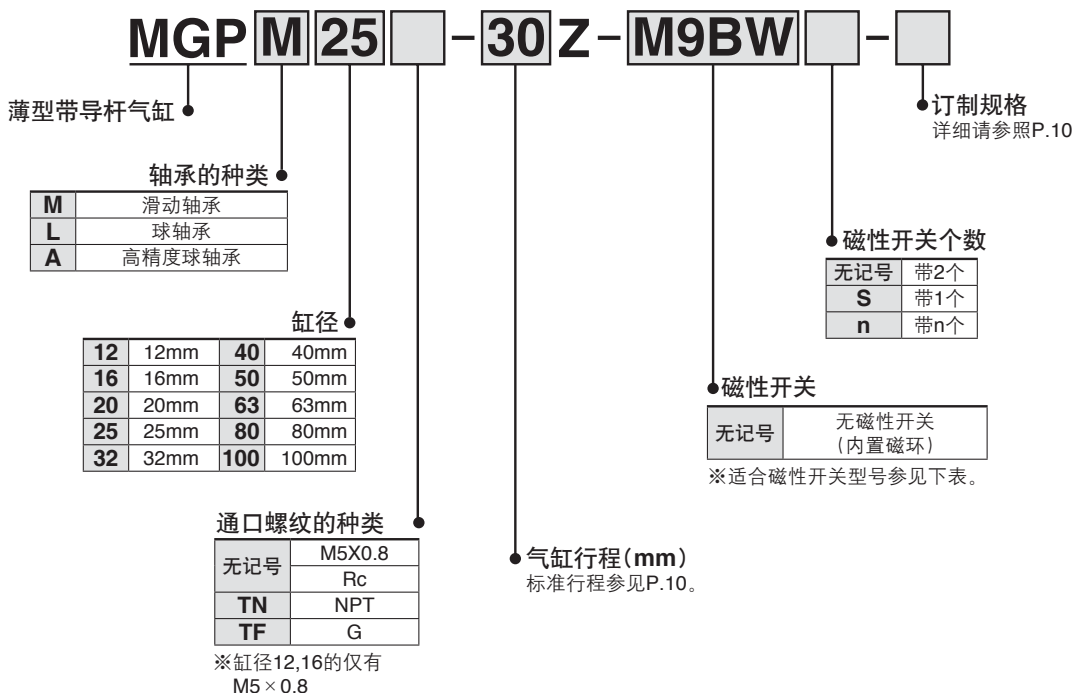 MGP M 25 - 30 Z - M9BW -
薄型带导杆气缸
订制规格
详细请参照P.10
轴承的种类
M 滑动轴承
L 球轴承
A 高精度球轴承
磁性开关个数
无记号 带2个
S 带1个
n 带n个
缸径
12 12mm 40 40mm
16 16mm 50 50mm
20 20mm 63 63mm
25 25mm 80 80mm
32 32mm 100 100mm
磁性开关
无记号 无磁性开关
(内置磁环)
※适合磁性开关型号参见下表。
通口螺纹的种类
无记号 M5X0.8
Rc
TN NPT
TF G
※缸径12,16的仅有
M5×0.8
气缸行程(mm)
标准行程参见P.10。